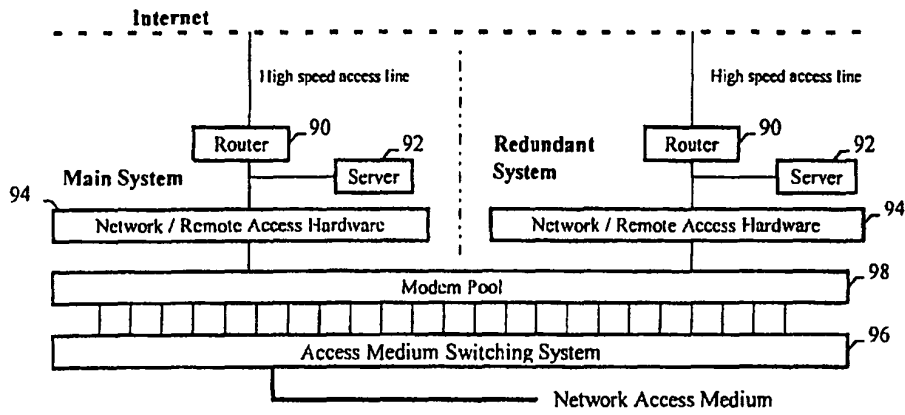 Internet
High speed access line
High speed access line
90
Router
92
Server
Main System
94
Network / Remote Access Hardware
Redundant
System
90
Router
92
Server
Network / Remote Access Hardware
94
Modem Pool
98
Access Medium Switching System
96
Network Access Medium